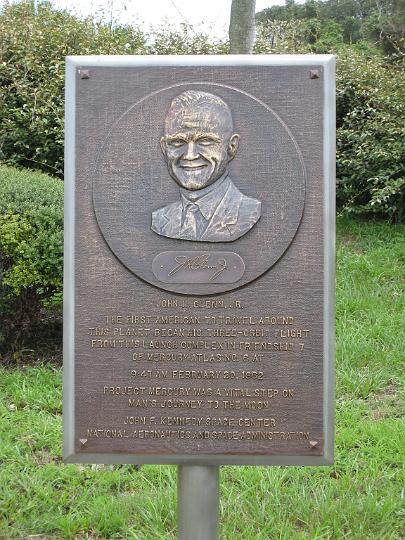 J H Glenn Jr
JOHN H. GLENN, JR.
THE FIRST AMERICAN TO TRAVEL AROUND
THIS PLANET BEGAN HIS THREE-ORBIT FLIGHT
FROM THIS LAUNCH COMPLEX IN FRIENDSHIP 7
OF MERCURY ATLAS NO. 6 AT
9:47 AM FEBRUARY 20, 1962
PROJECT MERCURY WAS A VITAL STEP ON
MAN'S JOURNEY TO THE MOON
JOHN F. KENNEDY SPACE CENTER
NATIONAL AERONAUTICS AND SPACE ADMINISTRATION